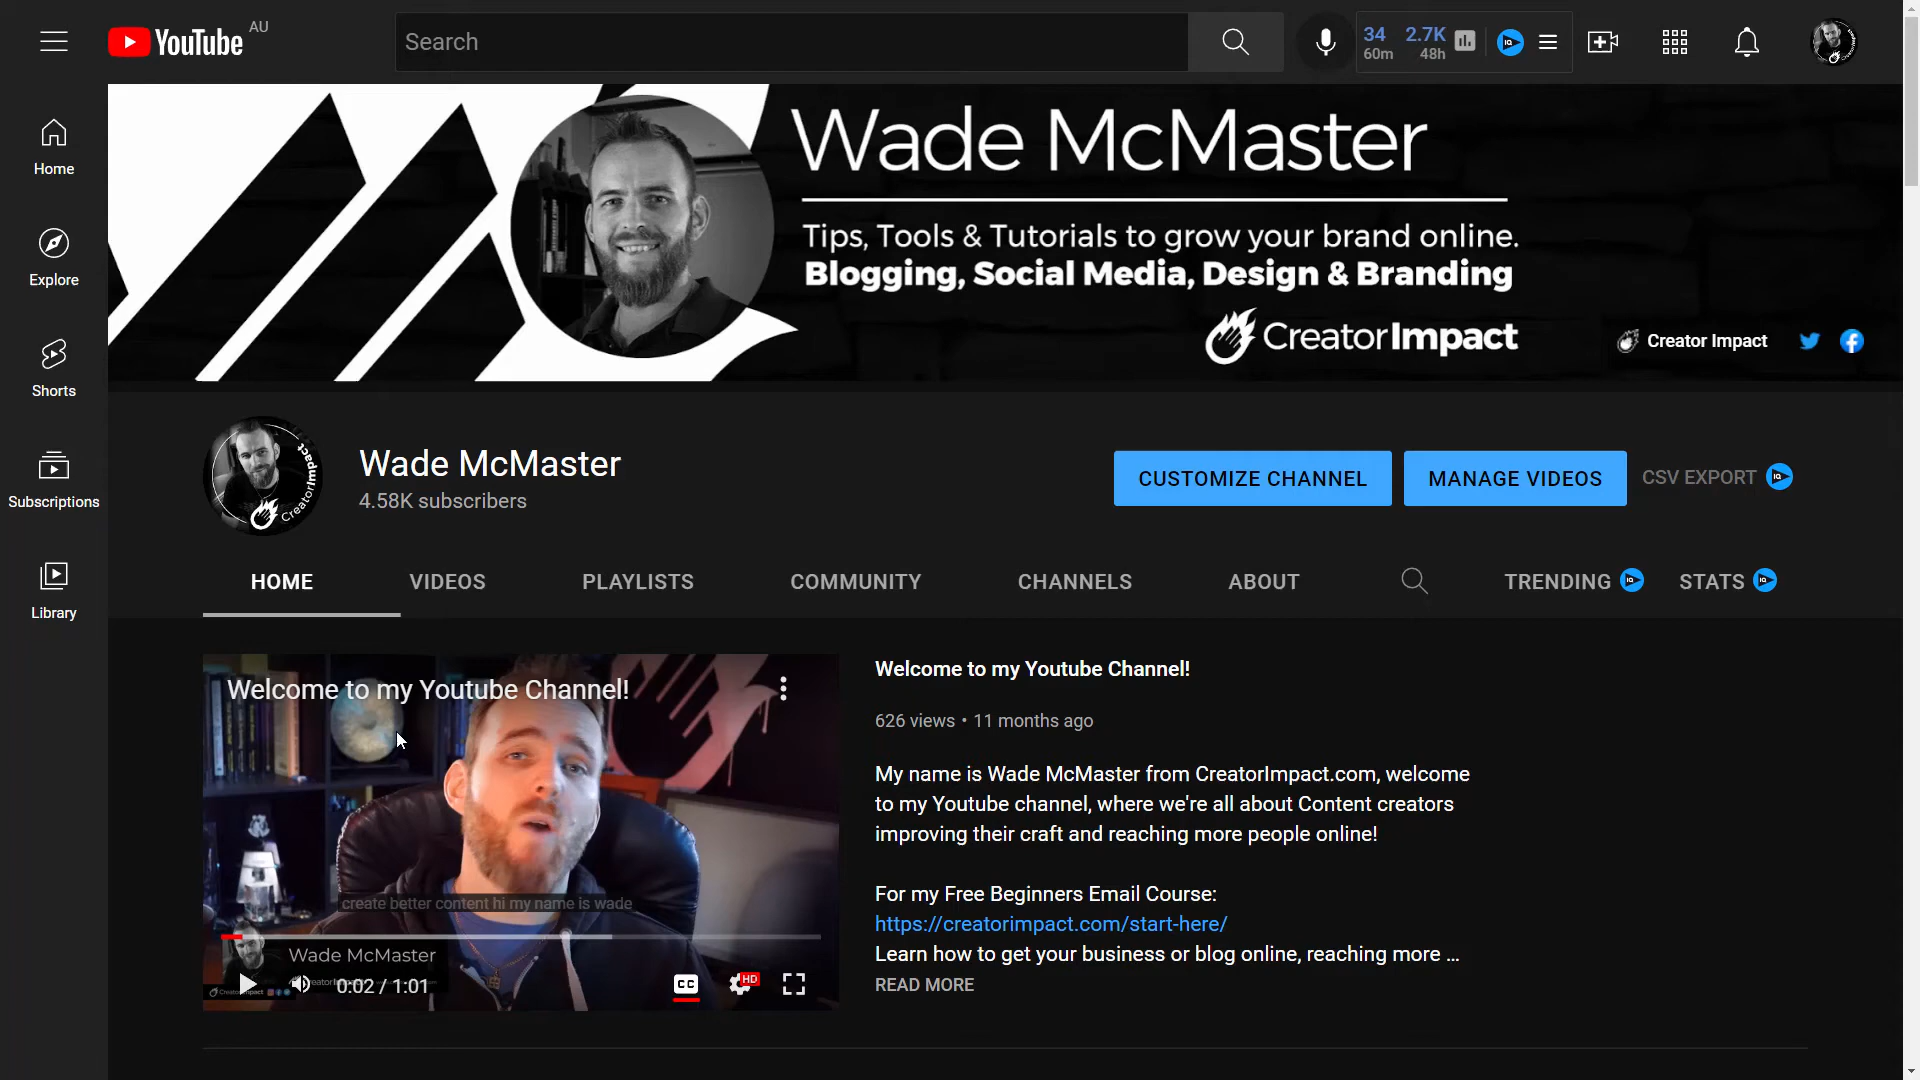 YouTube AU
Search
34 2.7K
60m 48h
Home
Explore
Shorts
Subscriptions
Library
Wade McMaster
Tips, Tools & Tutorials to grow your brand online.
Blogging, Social Media, Design & Branding
CreatorImpact
Creator Impact
CreatorImpact
Wade McMaster
4.58K subscribers
CUSTOMIZE CHANNEL
MANAGE VIDEOS
CSV EXPORT
HOME VIDEOS PLAYLISTS COMMUNITY CHANNELS ABOUT TRENDING STATS
Welcome to my Youtube Channel!
create better content hi my name is wade
Wade McMaster
0:02 / 1:01
CC
HD
Welcome to my Youtube Channel!
626 views • 11 months ago
My name is Wade McMaster from CreatorImpact.com, welcome
to my Youtube channel, where we're all about Content creators
improving their craft and reaching more people online!
For my Free Beginners Email Course:
https://creatorimpact.com/start-here/
Learn how to get your business or blog online, reaching more ...
READ MORE